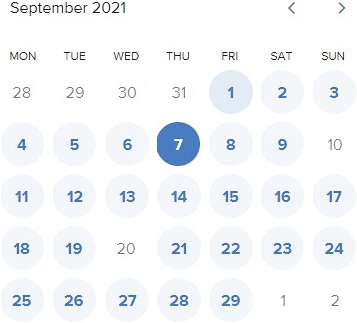 September 2021
MON TUE WED THU FRI SAT SUN
28 29 30 31 1 2 3
4 5 6 7 8 9 10
11 12 13 14 15 16 17
18 19 20 21 22 23 24
25 26 27 28 29 1 2